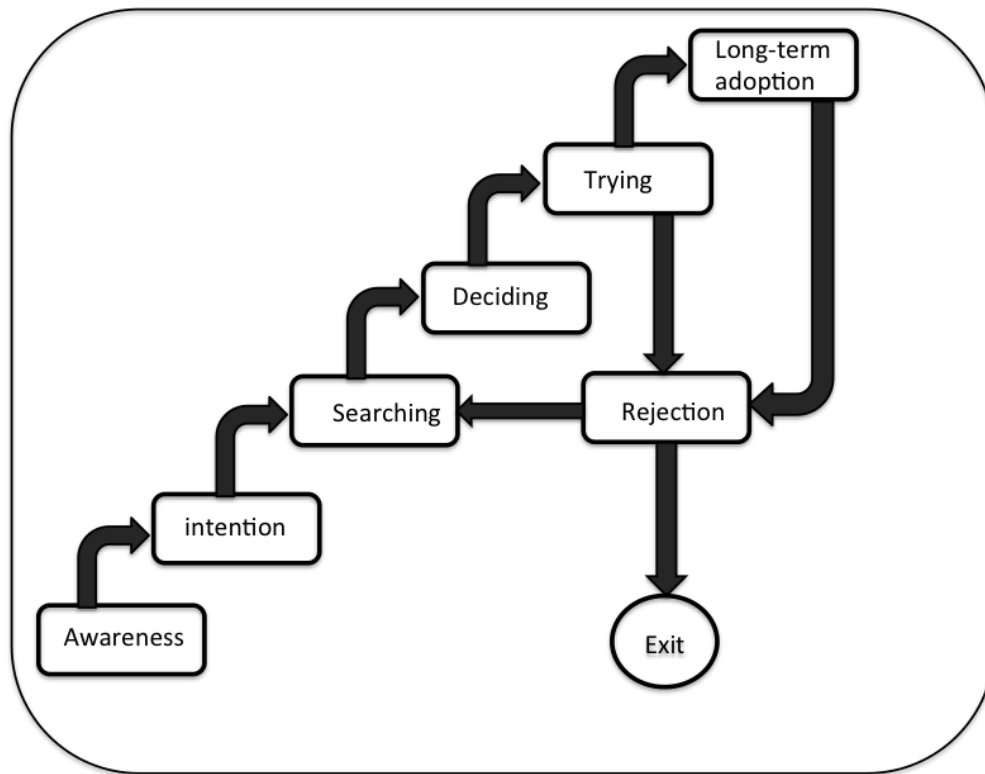 Long-term
adoption
Trying
Deciding
Searching
Rejection
intention
Awareness
Exit